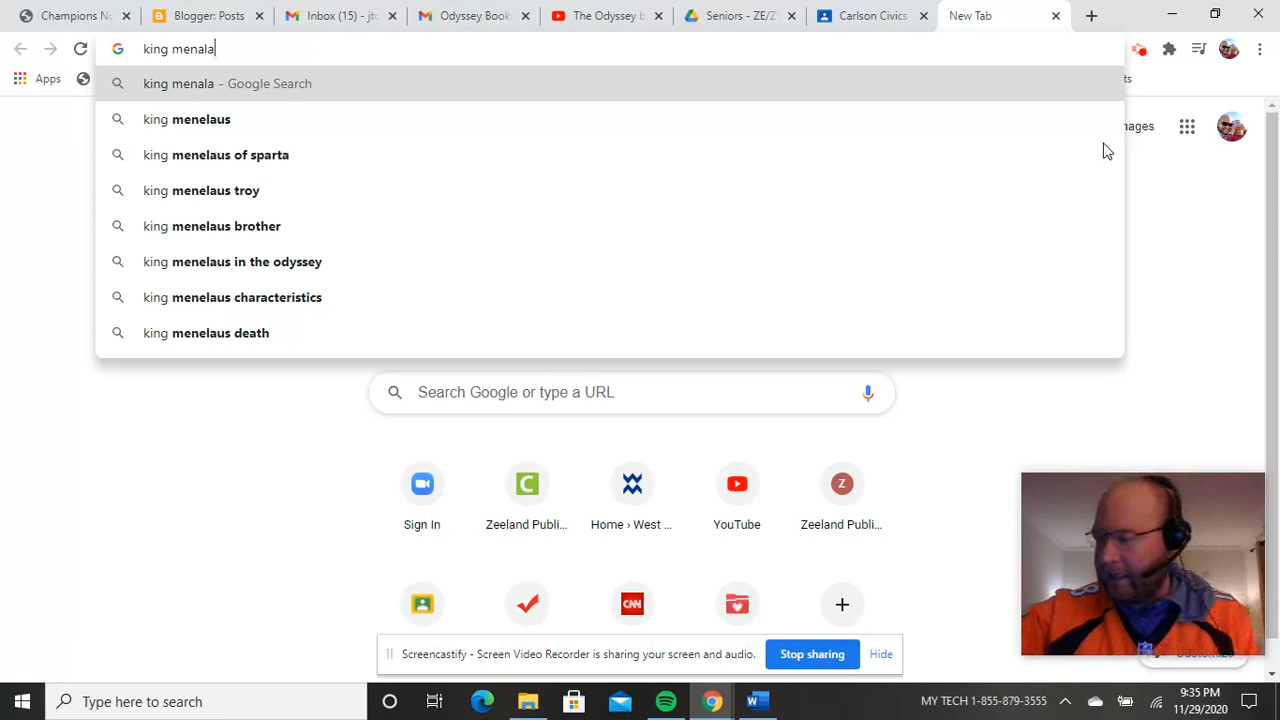 Champions No
Blogger: Posts
Inbox (15) - jtc
Odyssey Book
The Odyssey b
Seniors - ZE/Z
Carlson Civics
New Tab
king menala
Apps
king menala - Google Search
king menelaus
king menelaus of sparta
king menelaus troy
king menelaus brother
king menelaus in the odyssey
king menelaus characteristics
king menelaus death
Search Google or type a URL
Sign In
Zeeland Publi...
Home › West ...
YouTube
Zeeland Publi...
CNN
Screencastify - Screen Video Recorder is sharing your screen and audio.
Stop sharing
Hide
Type here to search
MY TECH 1-855-879-3555
9:35 PM
11/29/2020